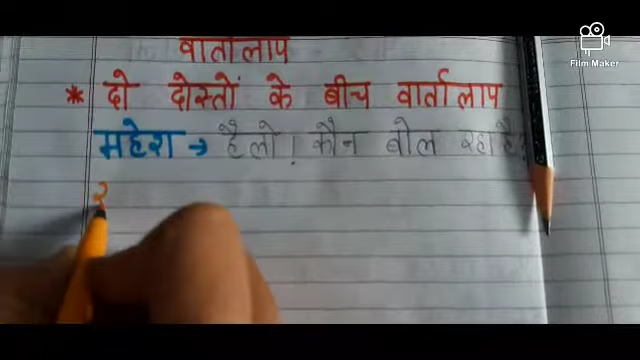 वार्तालाप
* दो दोस्तों के बीच वार्तालाप
महेश → हैलो! कौन बोल रहा है?
Film Maker